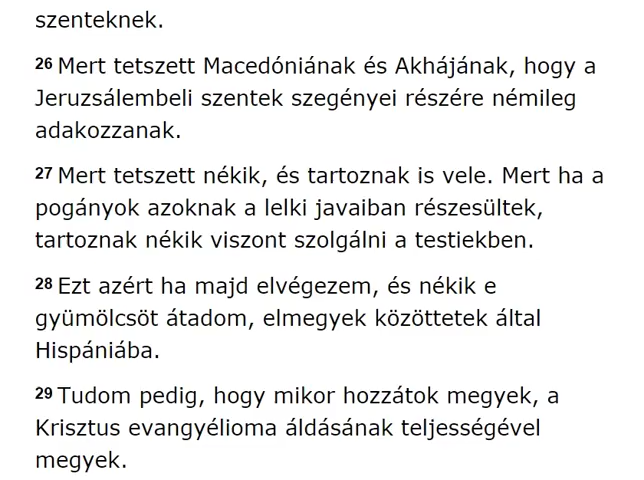 szenteknek.
26 Mert tetszett Macedóniának és Akhájának, hogy a
Jeruzsálembeli szentek szegényei részére némileg
adakozzanak.
27 Mert tetszett nékik, és tartoznak is vele. Mert ha a
pogányok azoknak a lelki javaiban részesültek,
tartoznak nékik viszont szolgálni a testiekben.
28 Ezt azért ha majd elvégezem, és nékik e
gyümölcsöt átadom, elmegyek közöttetek által
Hispániába.
29 Tudom pedig, hogy mikor hozzátok megyek, a
Krisztus evangyélioma áldásának teljességével
megyek.